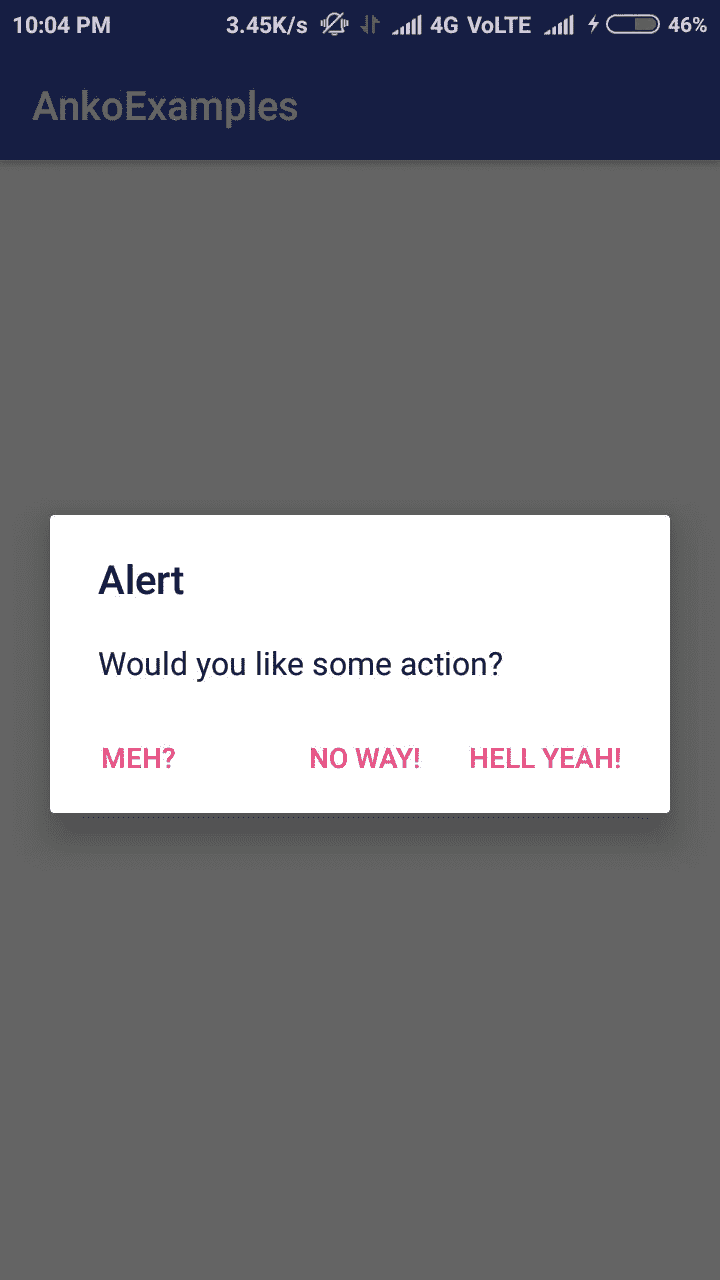 10:04 PM 3.45K/s 4G VoLTE 46%
AnkoExamples
Alert
Would you like some action?
MEH? NO WAY! HELL YEAH!